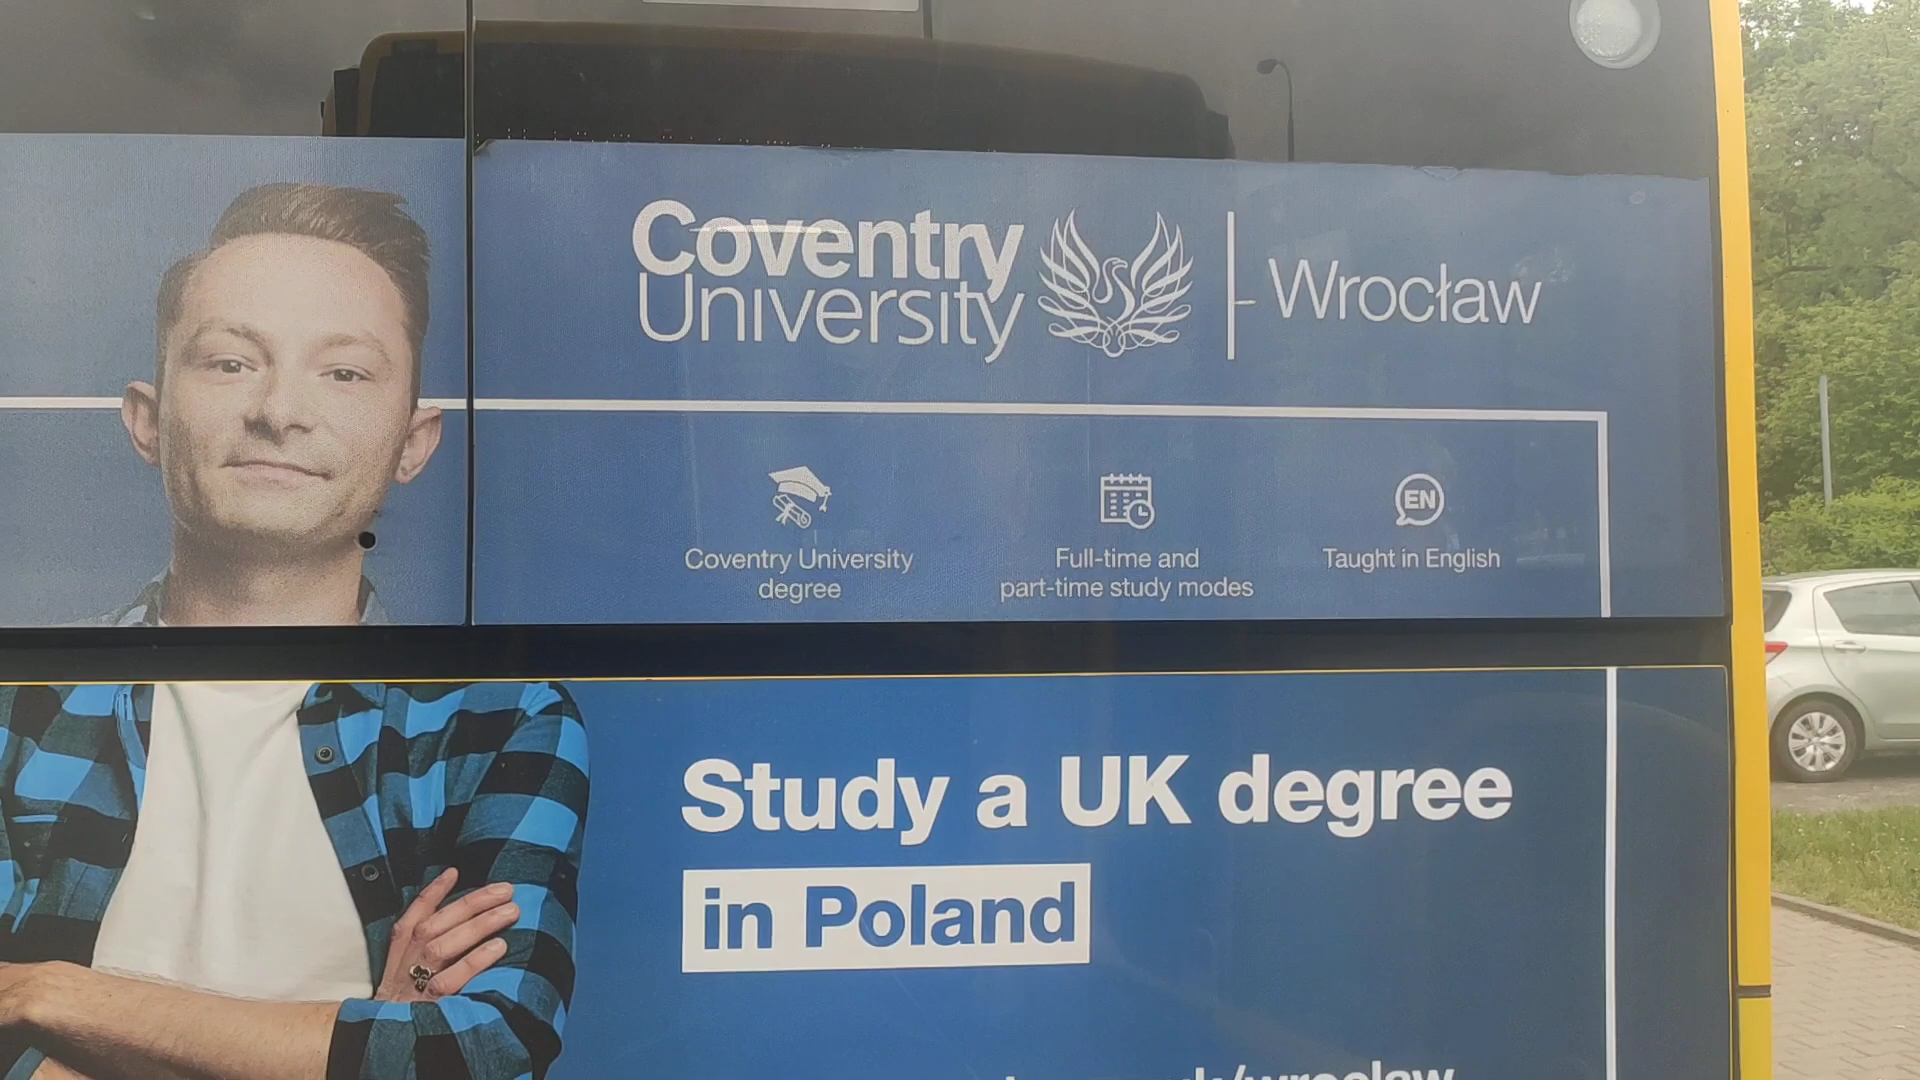 Coventry
University
Wrocław
Coventry University
degree
Full-time and
part-time study modes
EN
Taught in English
Study a UK degree
in Poland